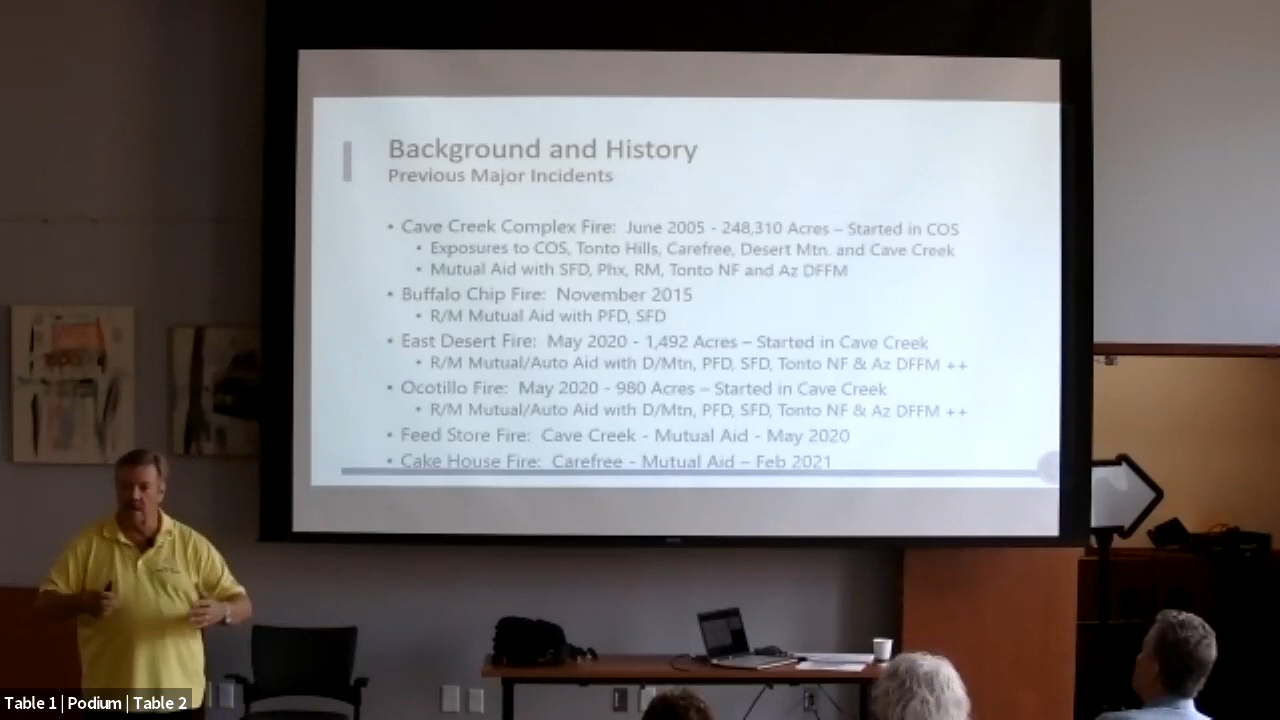 Background and History
Previous Major Incidents
• Cave Creek Complex Fire: June 2005 - 248,310 Acres – Started in COS
• Exposures to COS, Tonto Hills, Carefree, Desert Mtn. and Cave Creek
• Mutual Aid with SFD, Phx, RM, Tonto NF and Az DFFM
• Buffalo Chip Fire: November 2015
• R/M Mutual Aid with PFD, SFD
• East Desert Fire: May 2020 - 1,492 Acres – Started in Cave Creek
• R/M Mutual/Auto Aid with D/Mtn, PFD, SFD, Tonto NF & Az DFFM ++
• Ocotillo Fire: May 2020 - 980 Acres – Started in Cave Creek
• R/M Mutual/Auto Aid with D/Mtn, PFD, SFD, Tonto NF & Az DFFM ++
• Feed Store Fire: Cave Creek - Mutual Aid - May 2020
• Cake House Fire: Carefree - Mutual Aid – Feb 2021
Table 1 | Podium | Table 2